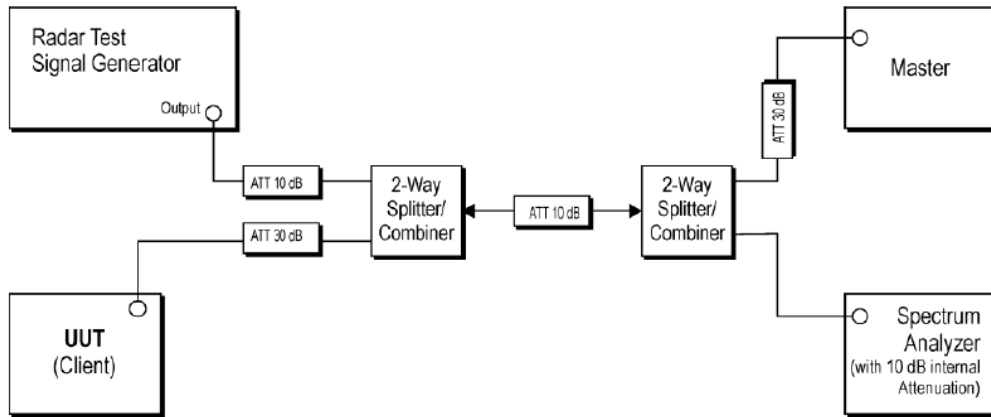 Radar Test
Signal Generator
Output
Master
ATT 30 dB
ATT 10 dB
2-Way
Splitter/
Combiner
ATT 10 dB
2-Way
Splitter/
Combiner
ATT 30 dB
UUT
(Client)
Spectrum
Analyzer
(with 10 dB internal
Attenuation)